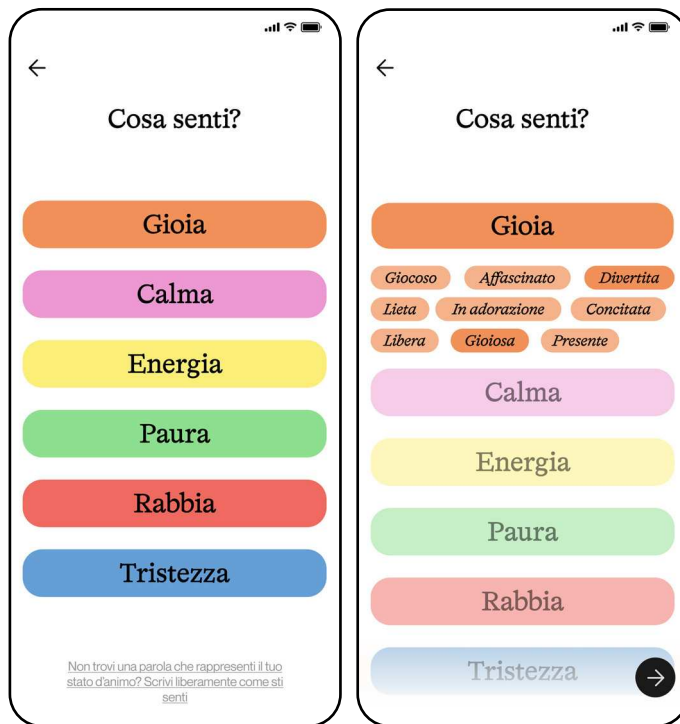 Cosa senti?
Gioia
Calma
Energia
Paura
Rabbia
Tristezza
Non trovi una parola che rappresenti il tuo
stato d'animo? Scrivi liberamente come sti
senti
Cosa senti?
Gioia
Giocoso Affascinato Divertita
Lieta In adorazione Concitata
Libera Gioiosa Presente
Calma
Energia
Paura
Rabbia
Tristezza